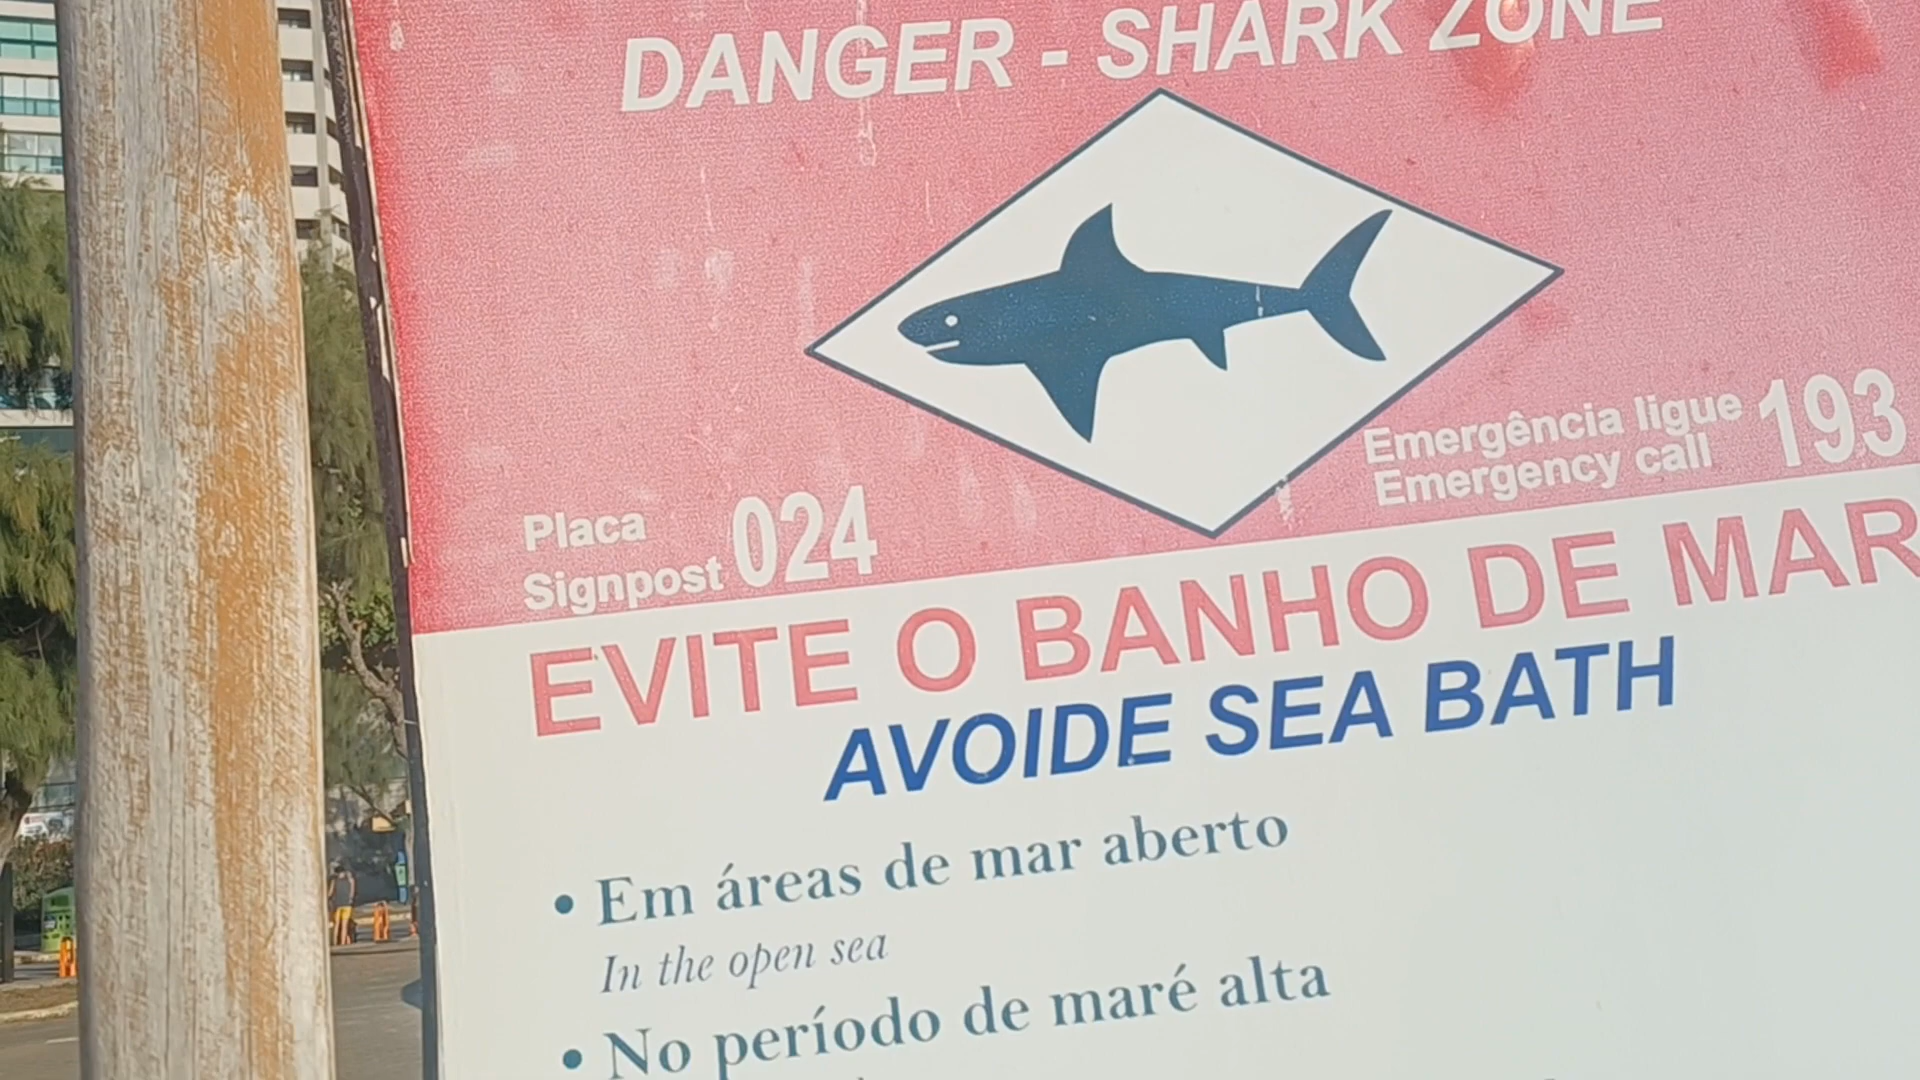 DANGER - SHARK ZONE
Emergência ligue 193
Emergency call
Placa 024
Signpost
EVITE O BANHO DE MAR
AVOIDE SEA BATH
• Em áreas de mar aberto
In the open sea
• No período de maré alta